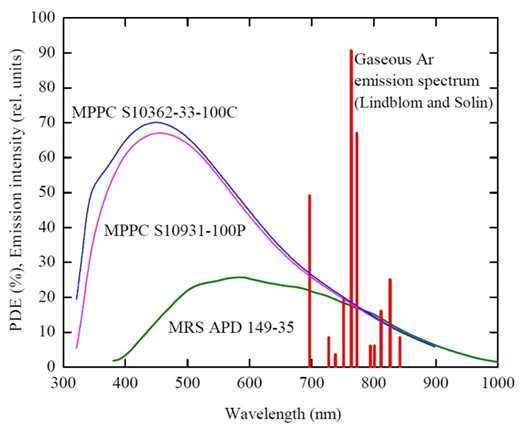 100
90
80
70
60
50
40
30
20
10
0
PDE (%), Emission intensity (rel. units)
Gaseous Ar
emission spectrum
(Lindblom and Solin)
MPPC S10362-33-100C
MPPC S10931-100P
MRS APD 149-35
300 400 500 600 700 800 900 1000
Wavelength (nm)